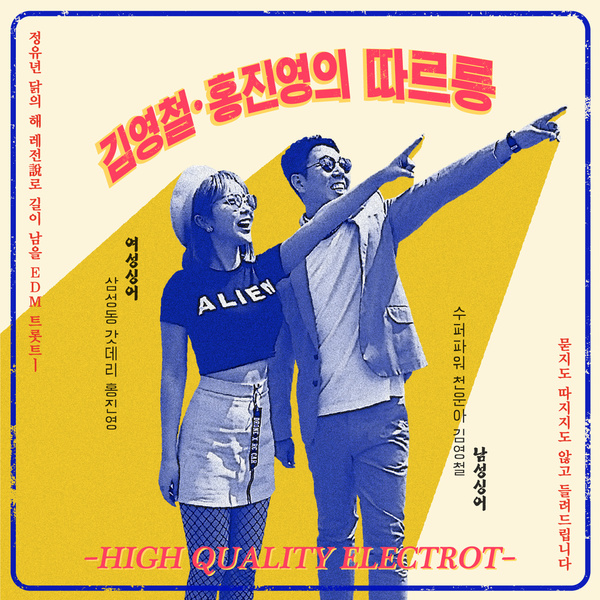 김영철·홍진영의 따르릉
정유년 닭의 해 레전設로 길이 남을 EDM 트롯트ㅣ
여성싱어
삼성동 갓데리 홍진영
ALIEN
수퍼파워 천운아 김영철
남성싱어
묻지도 따지지도 않고 들려드립니다
-HIGH QUALITY ELECTROT-